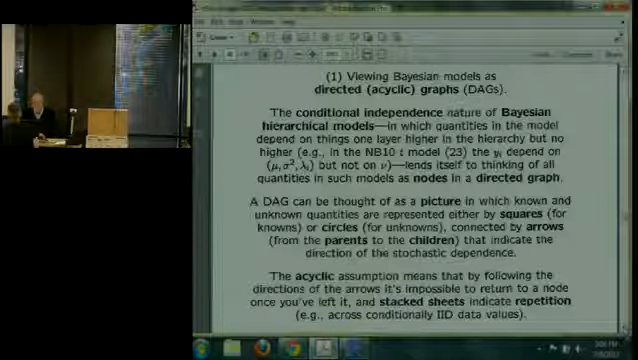 (1) Viewing Bayesian models as
directed (acyclic) graphs (DAGs).
The conditional independence nature of Bayesian
hierarchical models—in which quantities in the model
depend on things one layer higher in the hierarchy but no
higher (e.g., in the NB10 t model (23) the yᵢ depend on
(μ, σ², λᵢ) but not on ν)—lends itself to thinking of all
quantities in such models as nodes in a directed graph.
A DAG can be thought of as a picture in which known and
unknown quantities are represented either by squares (for
knowns) or circles (for unknowns), connected by arrows
(from the parents to the children) that indicate the
direction of the stochastic dependence.
The acyclic assumption means that by following the
directions of the arrows it's impossible to return to a node
once you've left it, and stacked sheets indicate repetition
(e.g., across conditionally IID data values).